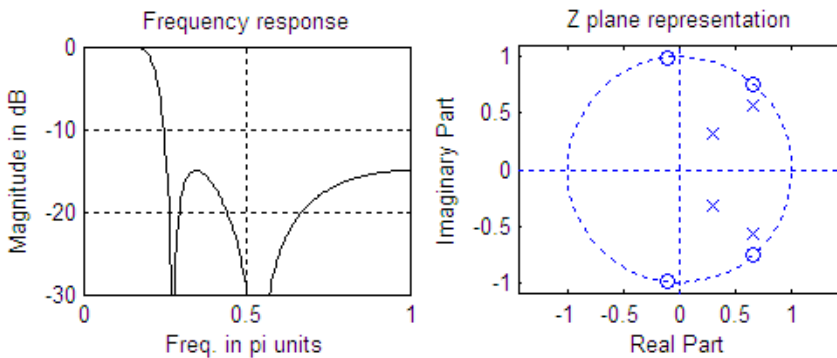 Frequency response
0
-10
-20
-30
Magnitude in dB
0
0.5
1
Freq. in pi units
Z plane representation
1
0.5
0
-0.5
-1
Imaginary Part
-1
-0.5
0
0.5
1
Real Part